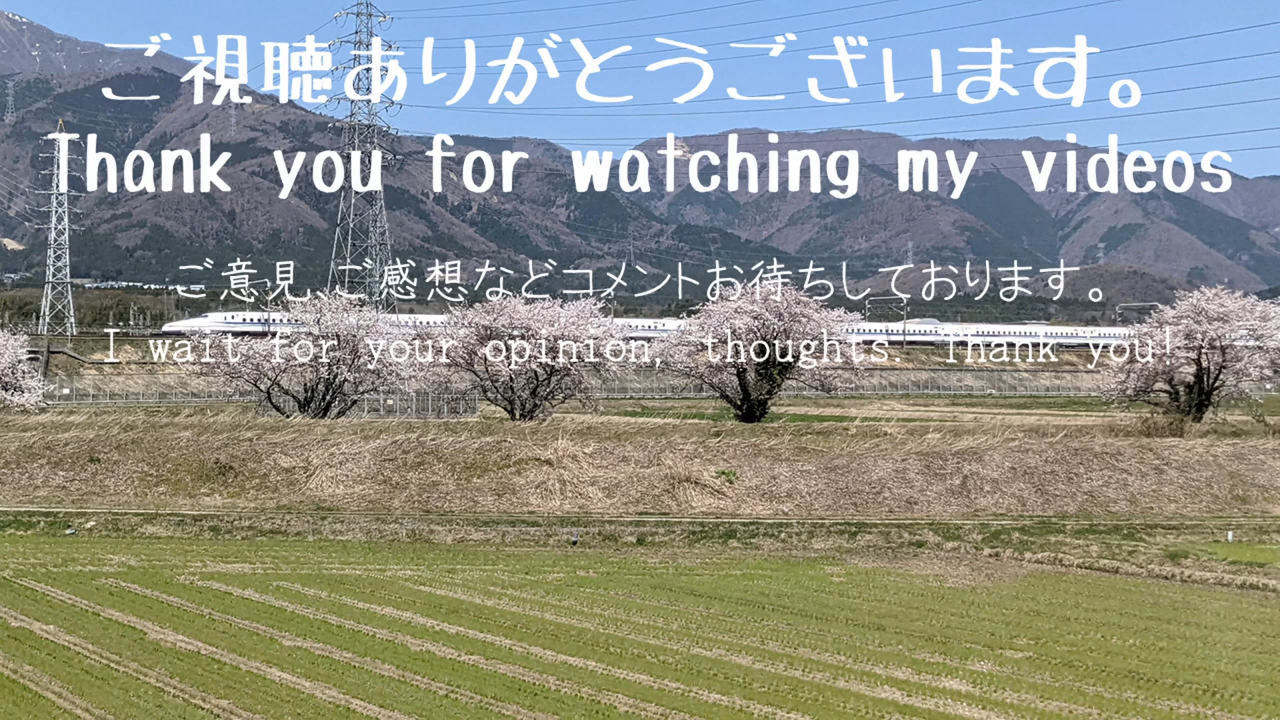 ご視聴ありがとうございます。
Thank you for watching my videos
ご意見,ご感想などコメントお待ちしております。
I wait for your opinion, thoughts. Thank you!